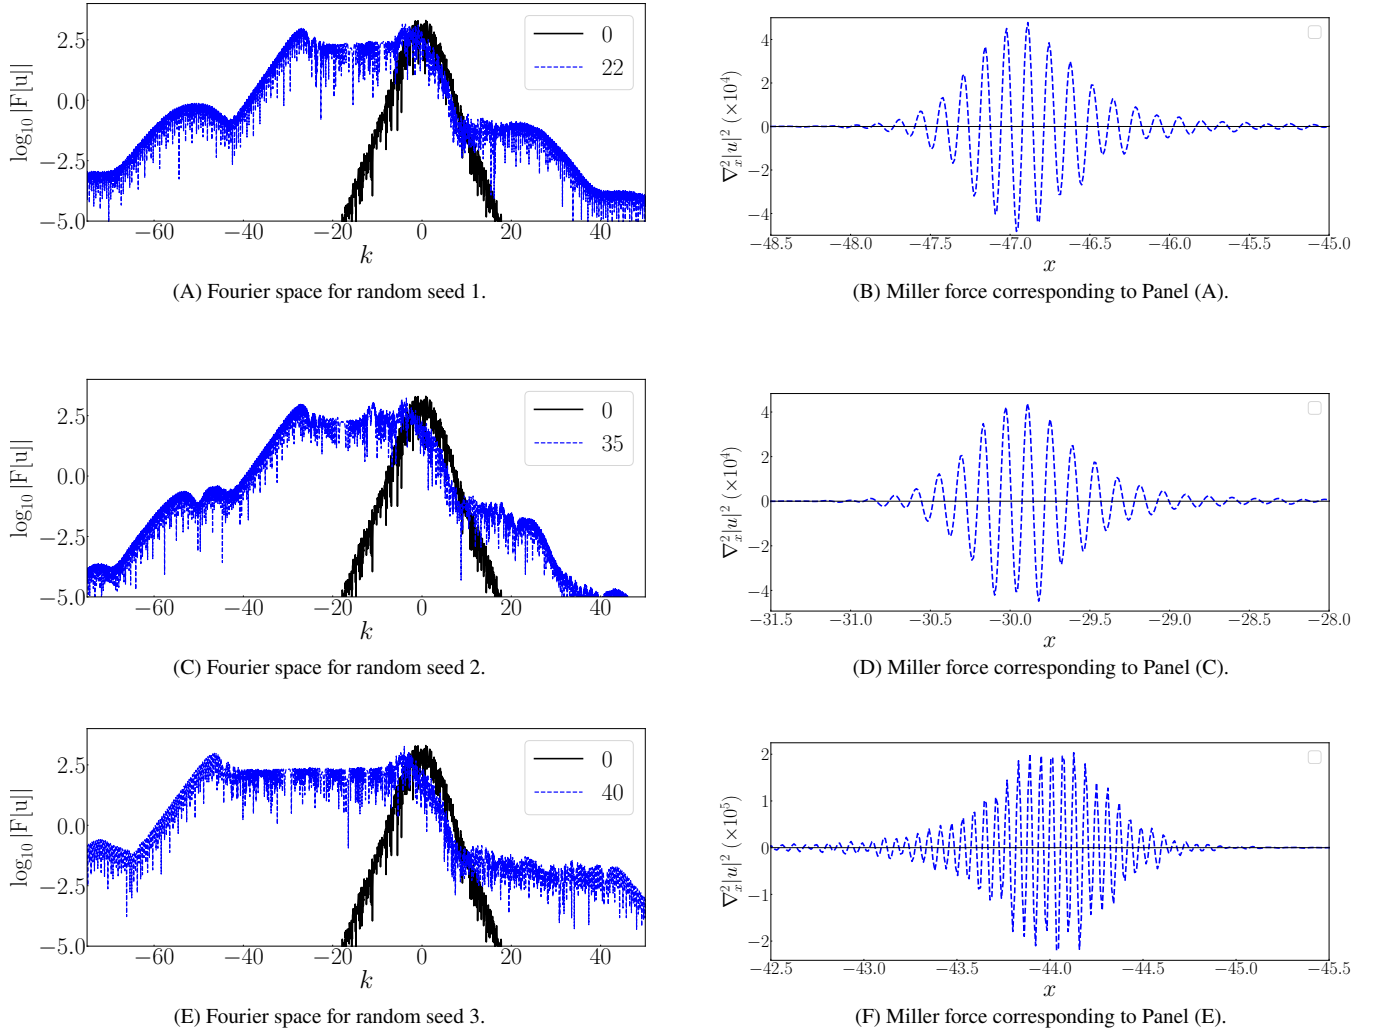 log₁₀ |F[u]|
2.5
0.0
−2.5
−5.0
−60 −40 −20 0 20 40
k
0
22
(A) Fourier space for random seed 1.
∇²ₓ|u|² (×10⁴)
4
2
0
−2
−4
−48.5 −48.0 −47.5 −47.0 −46.5 −46.0 −45.5 −45.0
x
(B) Miller force corresponding to Panel (A).
log₁₀ |F[u]|
2.5
0.0
−2.5
−5.0
−60 −40 −20 0 20 40
k
0
35
(C) Fourier space for random seed 2.
∇²ₓ|u|² (×10⁴)
4
2
0
−2
−4
−31.5 −31.0 −30.5 −30.0 −29.5 −29.0 −28.5 −28.0
x
(D) Miller force corresponding to Panel (C).
log₁₀ |F[u]|
2.5
0.0
−2.5
−5.0
−60 −40 −20 0 20 40
k
0
40
(E) Fourier space for random seed 3.
∇²ₓ|u|² (×10⁵)
2
1
0
−1
−2
−42.5 −43.0 −43.5 −44.0 −44.5 −45.0 −45.5
x
(F) Miller force corresponding to Panel (E).